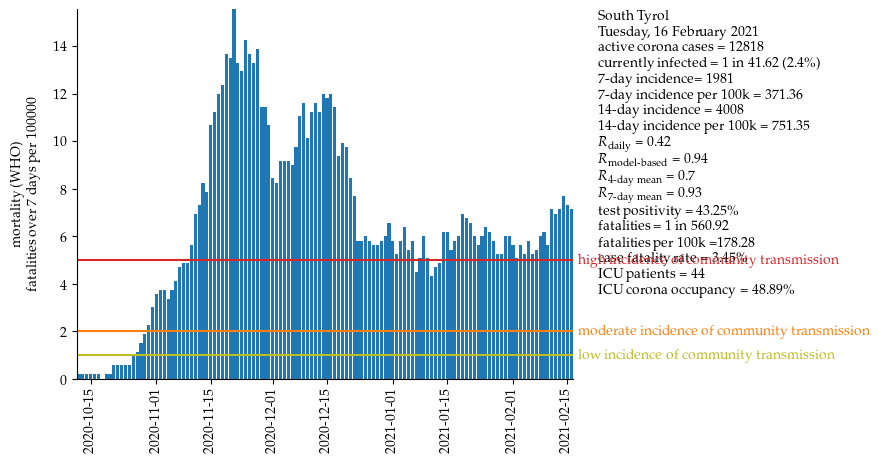 South Tyrol
Tuesday, 16 February 2021
active corona cases = 12818
currently infected = 1 in 41.62 (2.4%)
7-day incidence= 1981
7-day incidence per 100k = 371.36
14-day incidence = 4008
14-day incidence per 100k = 751.35
Rdaily = 0.42
Rmodel-based = 0.94
R4-day mean = 0.7
R7-day mean = 0.93
test positivity = 43.25%
fatalities = 1 in 560.92
fatalities per 100k =178.28
case fatality rate = 3.45%
high incidence of community transmission
ICU patients = 44
ICU corona occupancy = 48.89%
moderate incidence of community transmission
low incidence of community transmission
mortality (WHO)
fatalities over 7 days per 100000
14
12
10
8
6
4
2
0
2020-10-15
2020-11-01
2020-11-15
2020-12-01
2020-12-15
2021-01-01
2021-01-15
2021-02-01
2021-02-15